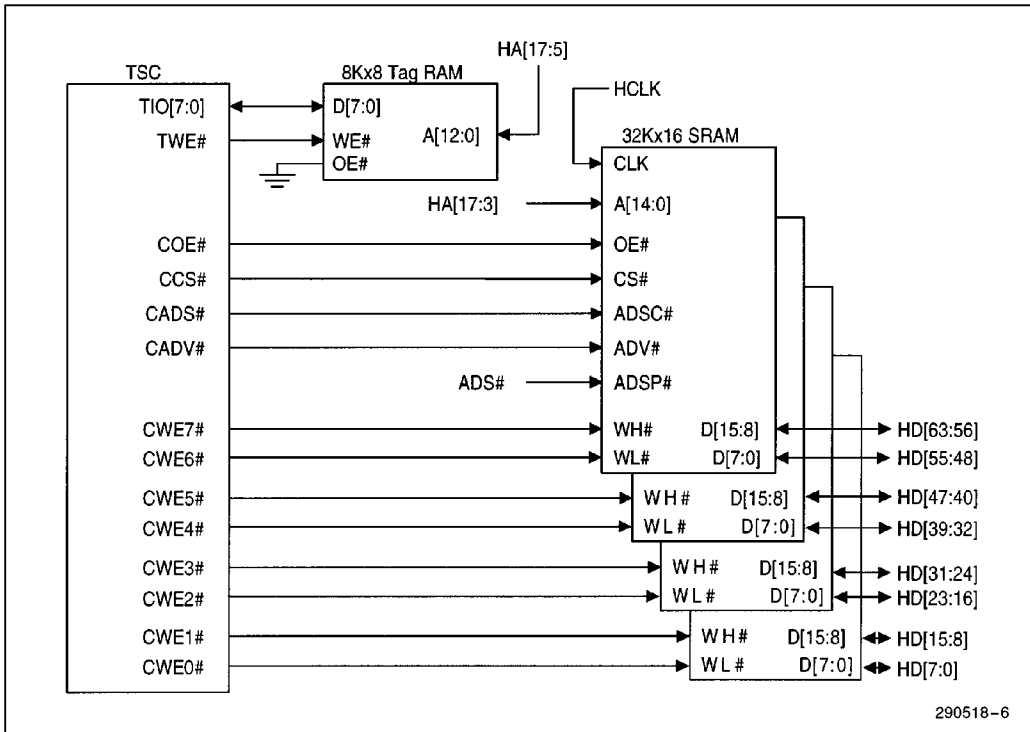 HA[17:5]
TSC
8Kx8 Tag RAM
HCLK
TIO[7:0]
D[7:0]
A[12:0]
TWE#
WE#
OE#
32Kx16 SRAM
CLK
HA[17:3]
A[14:0]
COE#
OE#
CCS#
CS#
CADS#
ADSC#
CADV#
ADV#
ADS#
ADSP#
CWE7#
WH#
D[15:8]
HD[63:56]
CWE6#
WL#
D[7:0]
HD[55:48]
CWE5#
WH#
D[15:8]
HD[47:40]
CWE4#
WL#
D[7:0]
HD[39:32]
CWE3#
WH#
D[15:8]
HD[31:24]
CWE2#
WL#
D[7:0]
HD[23:16]
CWE1#
WH#
D[15:8]
HD[15:8]
CWE0#
WL#
D[7:0]
HD[7:0]
290518-6